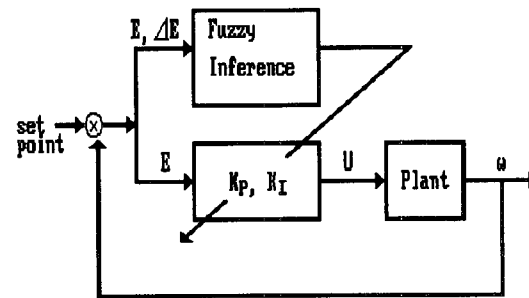 E, ΔE
Fuzzy
Inference
set
point
x
E
KP, KI
U
Plant
ω